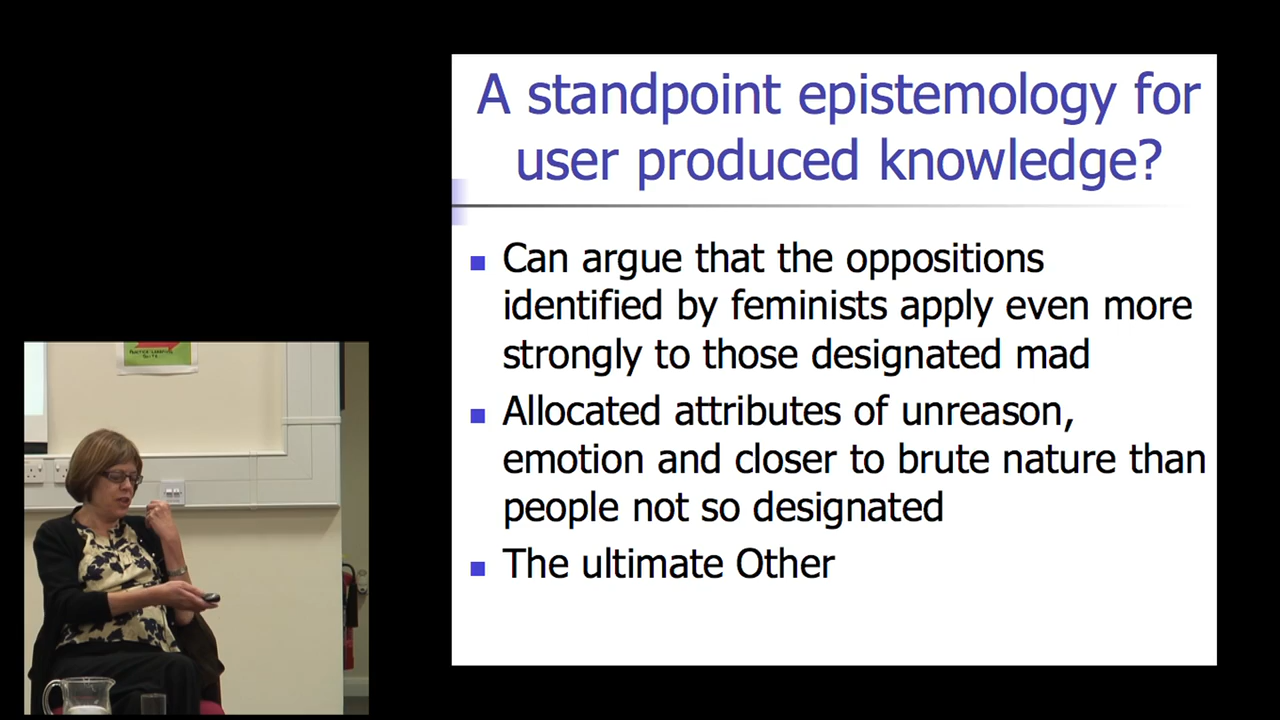 A standpoint epistemology for
user produced knowledge?
Can argue that the oppositions
identified by feminists apply even more
strongly to those designated mad
Allocated attributes of unreason,
emotion and closer to brute nature than
people not so designated
The ultimate Other